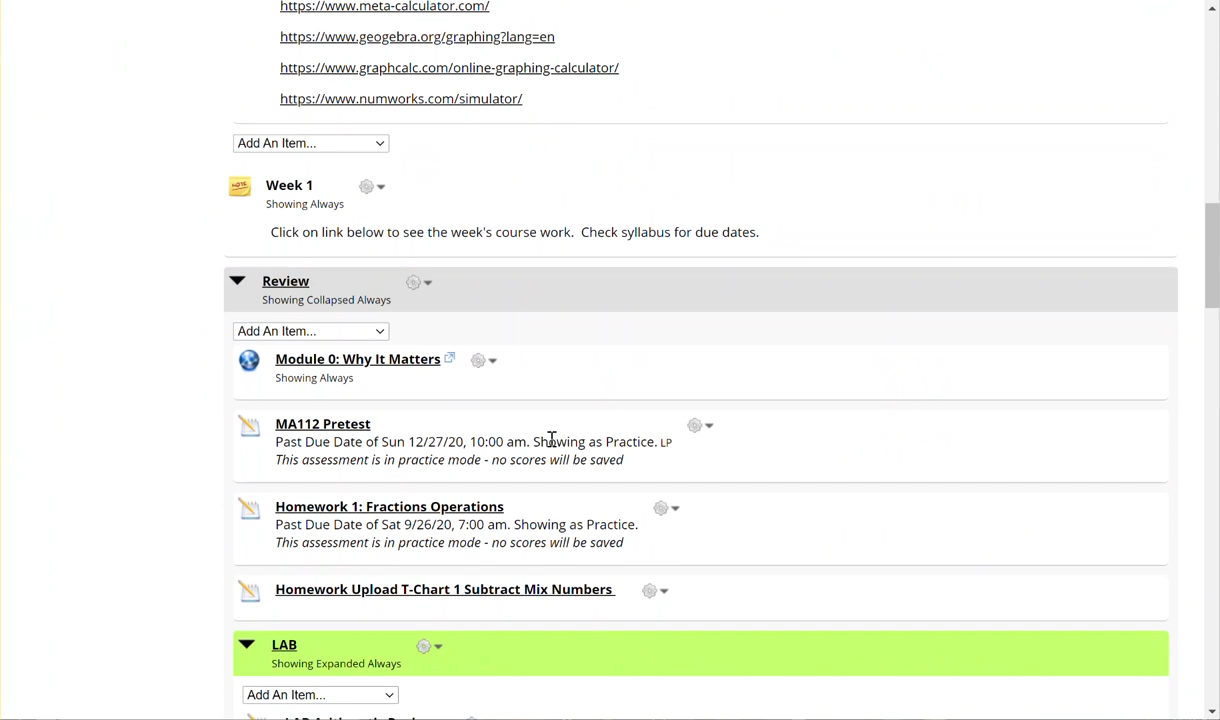 https://www.meta-calculator.com/
https://www.geogebra.org/graphing?lang=en
https://www.graphcalc.com/online-graphing-calculator/
https://www.numworks.com/simulator/
Add An Item...
NOTE
Week 1
Showing Always
Click on link below to see the week's course work.  Check syllabus for due dates.
Review
Showing Collapsed Always
Add An Item...
Module 0: Why It Matters
Showing Always
MA112 Pretest
Past Due Date of Sun 12/27/20, 10:00 am. Showing as Practice. LP
This assessment is in practice mode - no scores will be saved
Homework 1: Fractions Operations
Past Due Date of Sat 9/26/20, 7:00 am. Showing as Practice.
This assessment is in practice mode - no scores will be saved
Homework Upload T-Chart 1 Subtract Mix Numbers
LAB
Showing Expanded Always
Add An Item...